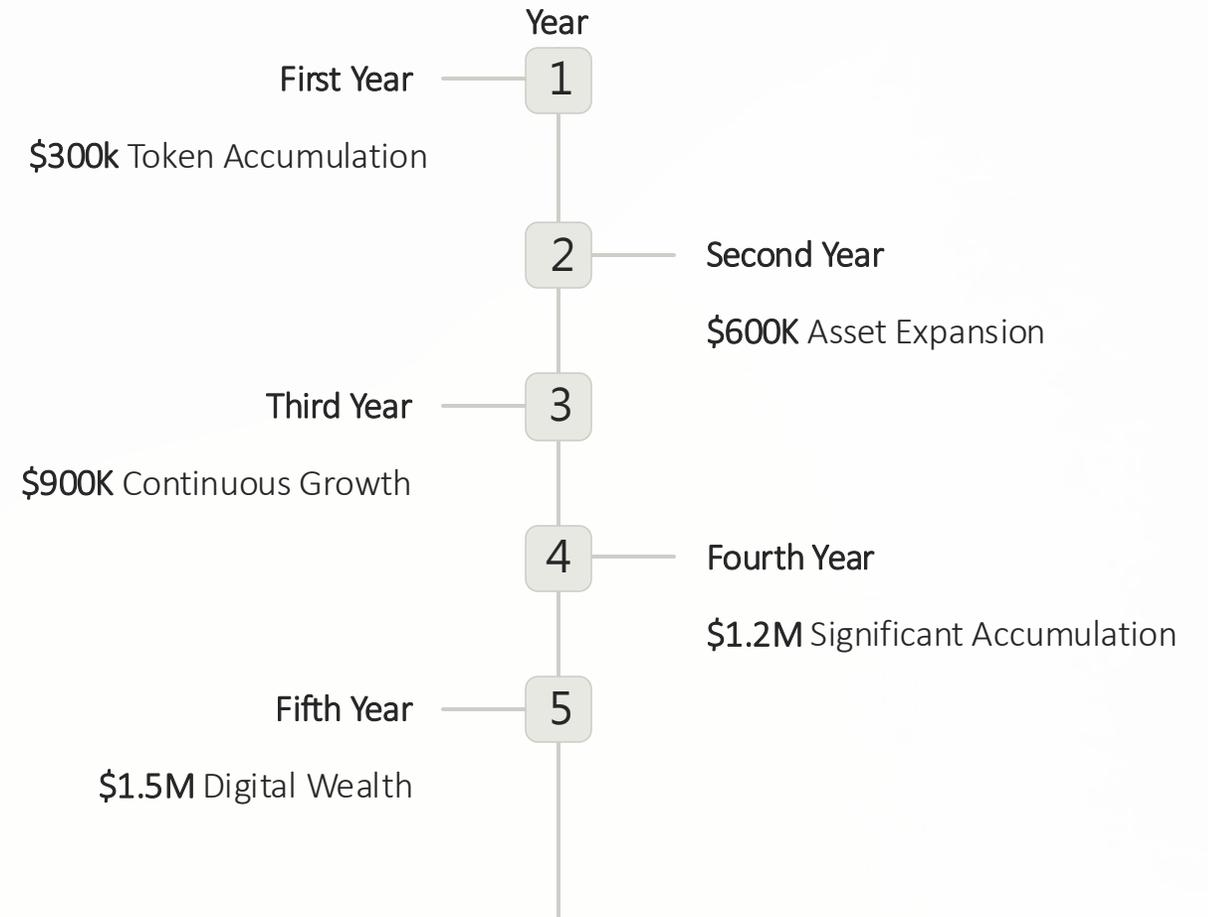 Year
1
First Year
$300k Token Accumulation
2
Second Year
$600K Asset Expansion
3
Third Year
$900K Continuous Growth
4
Fourth Year
$1.2M Significant Accumulation
5
Fifth Year
$1.5M Digital Wealth